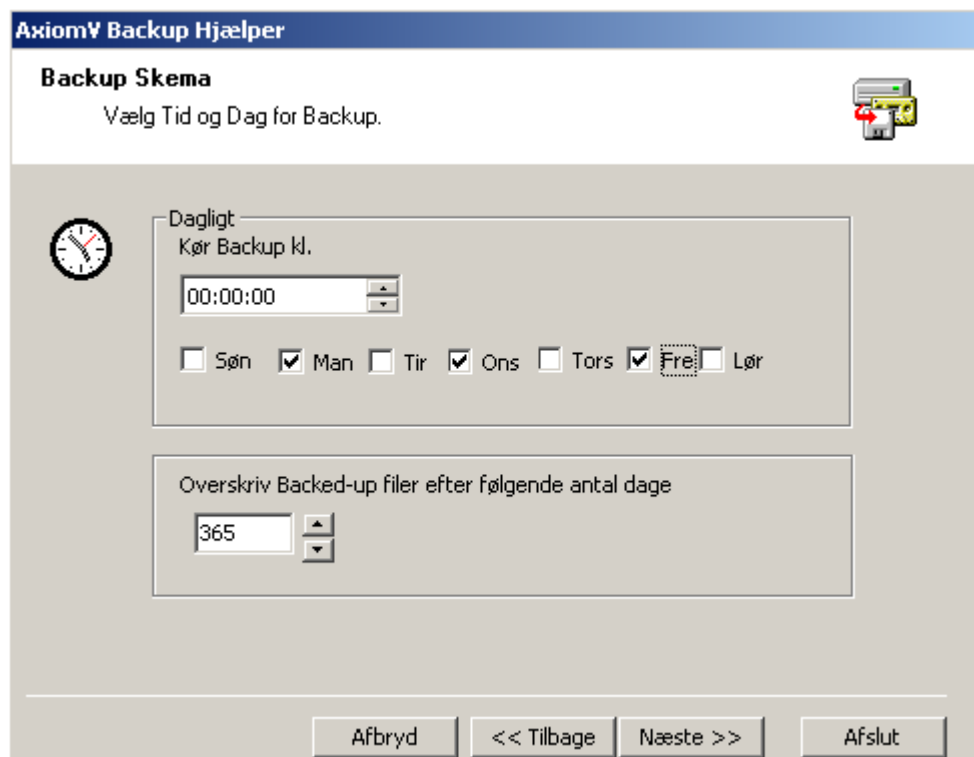 AxiomV Backup Hjælper
Backup Skema
Vælg Tid og Dag for Backup.
Dagligt
Kør Backup kl.
00:00:00
Søn Man Tir Ons Tors Fre Lør
Overskriv Backed-up filer efter følgende antal dage
365
Afbryd << Tilbage Næste >> Afslut